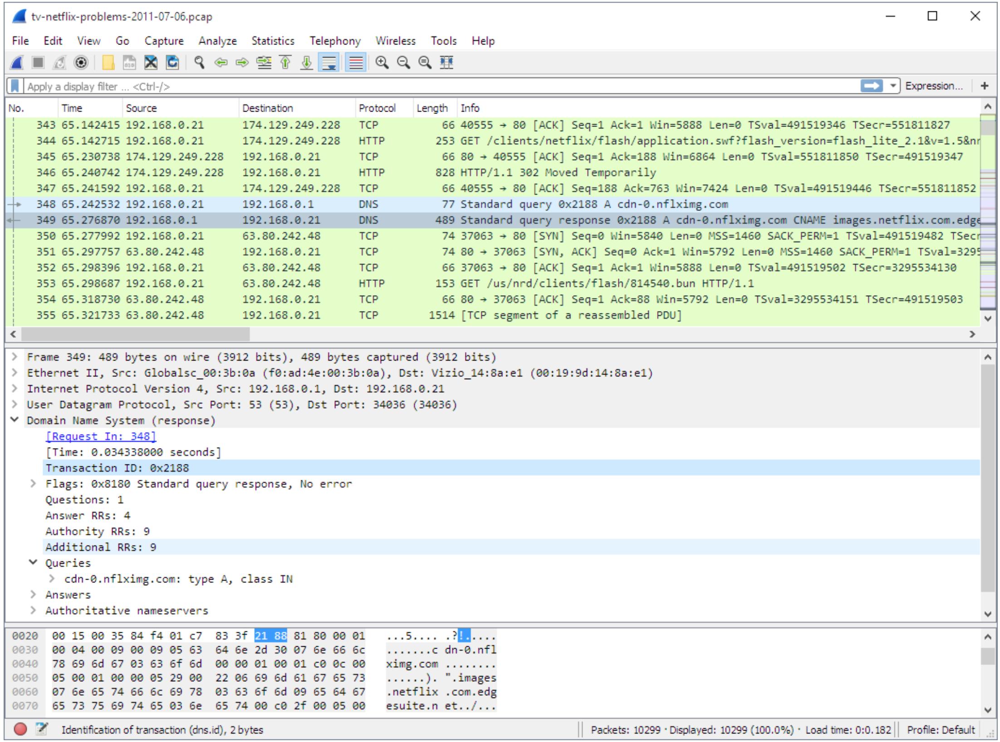 tv-netflix-problems-2011-07-06.pcap
File Edit View Go Capture Analyze Statistics Telephony Wireless Tools Help
Apply a display filter ... <Ctrl-/> Expression... +
No. Time Source Destination Protocol Length Info
343 65.142415 192.168.0.21 174.129.249.228 TCP 66 40555 → 80 [ACK] Seq=1 Ack=1 Win=5888 Len=0 TSval=491519346 TSecr=551811827
344 65.142715 192.168.0.21 174.129.249.228 HTTP 253 GET /clients/netflix/flash/application.swf?flash_version=flash_lite_2.1&v=1.5&nr
345 65.230738 174.129.249.228 192.168.0.21 TCP 66 80 → 40555 [ACK] Seq=1 Ack=188 Win=6864 Len=0 TSval=551811850 TSecr=491519347
346 65.240742 174.129.249.228 192.168.0.21 HTTP 828 HTTP/1.1 302 Moved Temporarily
347 65.241592 192.168.0.21 174.129.249.228 TCP 66 40555 → 80 [ACK] Seq=188 Ack=763 Win=7424 Len=0 TSval=491519446 TSecr=551811852
348 65.242532 192.168.0.21 192.168.0.1 DNS 77 Standard query 0x2188 A cdn-0.nflximg.com
349 65.276870 192.168.0.1 192.168.0.21 DNS 489 Standard query response 0x2188 A cdn-0.nflximg.com CNAME images.netflix.com.edge
350 65.277992 192.168.0.21 63.80.242.48 TCP 74 37063 → 80 [SYN] Seq=0 Win=5840 Len=0 MSS=1460 SACK_PERM=1 TSval=491519482 TSecr
351 65.297757 63.80.242.48 192.168.0.21 TCP 74 80 → 37063 [SYN, ACK] Seq=0 Ack=1 Win=5792 Len=0 MSS=1460 SACK_PERM=1 TSval=3295
352 65.298396 192.168.0.21 63.80.242.48 TCP 66 37063 → 80 [ACK] Seq=1 Ack=1 Win=5888 Len=0 TSval=491519502 TSecr=3295534130
353 65.298687 192.168.0.21 63.80.242.48 HTTP 153 GET /us/nrd/clients/flash/814540.bun HTTP/1.1
354 65.318730 63.80.242.48 192.168.0.21 TCP 66 80 → 37063 [ACK] Seq=1 Ack=88 Win=5792 Len=0 TSval=3295534151 TSecr=491519503
355 65.321733 63.80.242.48 192.168.0.21 TCP 1514 [TCP segment of a reassembled PDU]
Frame 349: 489 bytes on wire (3912 bits), 489 bytes captured (3912 bits)
Ethernet II, Src: Globalsc_00:3b:0a (f0:ad:4e:00:3b:0a), Dst: Vizio_14:8a:e1 (00:19:9d:14:8a:e1)
Internet Protocol Version 4, Src: 192.168.0.1, Dst: 192.168.0.21
User Datagram Protocol, Src Port: 53 (53), Dst Port: 34036 (34036)
Domain Name System (response)
[Request In: 348]
[Time: 0.034338000 seconds]
Transaction ID: 0x2188
Flags: 0x8180 Standard query response, No error
Questions: 1
Answer RRs: 4
Authority RRs: 9
Additional RRs: 9
Queries
cdn-0.nflximg.com: type A, class IN
Answers
Authoritative nameservers
0020 00 15 00 35 84 f4 01 c7 83 3f 21 88 81 80 00 01 ...5.... .?!.....
0030 00 04 00 09 00 09 05 63 64 6e 2d 30 07 6e 66 6c .......c dn-0.nfl
0040 78 69 6d 67 03 63 6f 6d 00 00 01 00 01 c0 0c 00 ximg.com ........
0050 05 00 01 00 00 05 29 00 22 06 69 6d 61 67 65 73 ......). ".images
0060 07 6e 65 74 66 6c 69 78 03 63 6f 6d 09 65 64 67 .netflix .com.edg
0070 65 73 75 69 74 65 03 6e 65 74 00 c0 2f 00 05 00 esuite.n et../...
Identification of transaction (dns.id), 2 bytes Packets: 10299 · Displayed: 10299 (100.0%) · Load time: 0:0.182 Profile: Default